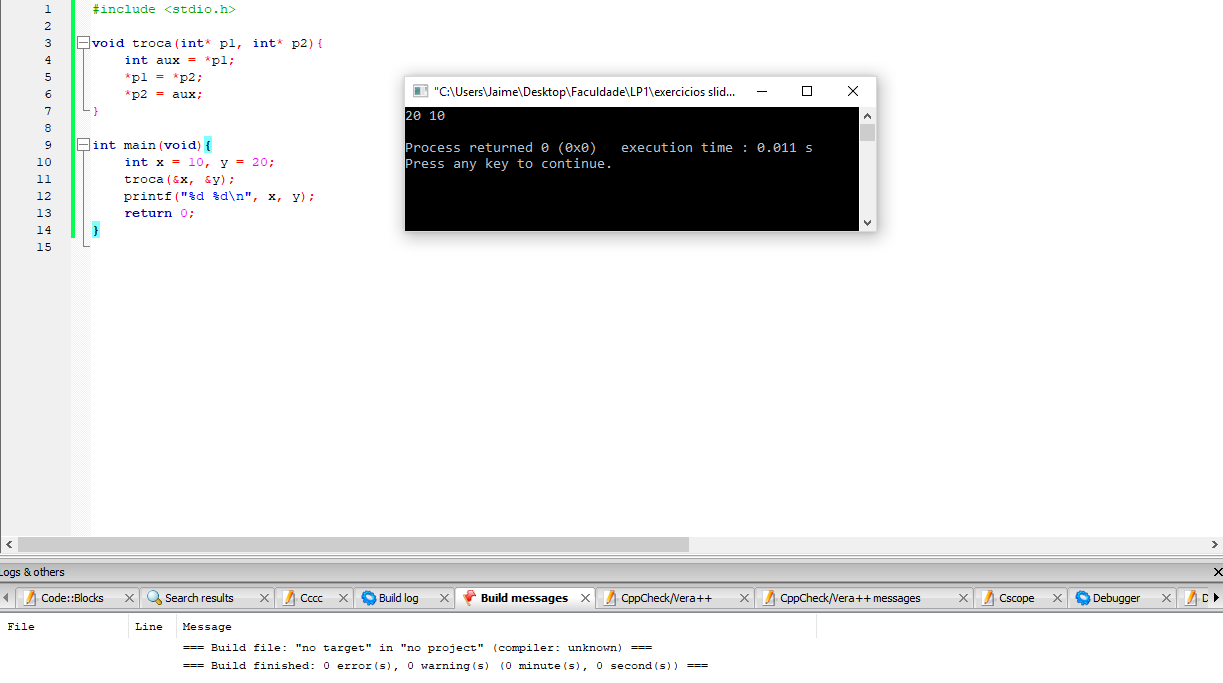 1 #include <stdio.h>
2
3 void troca(int* p1, int* p2){
4 int aux = *p1;
5 *p1 = *p2;
6 *p2 = aux;
7 }
8
9 int main(void){
10 int x = 10, y = 20;
11 troca(&x, &y);
12 printf("%d %d\n", x, y);
13 return 0;
14 }
15
"C:\Users\Jaime\Desktop\Faculdade\LP1\exercicios slid...
20 10
Process returned 0 (0x0) execution time : 0.011 s
Press any key to continue.
Logs & others
Code::Blocks Search results Cccc Build log Build messages CppCheck/Vera++ CppCheck/Vera++ messages Cscope Debugger D
File Line Message
=== Build file: "no target" in "no project" (compiler: unknown) ===
=== Build finished: 0 error(s), 0 warning(s) (0 minute(s), 0 second(s)) ===